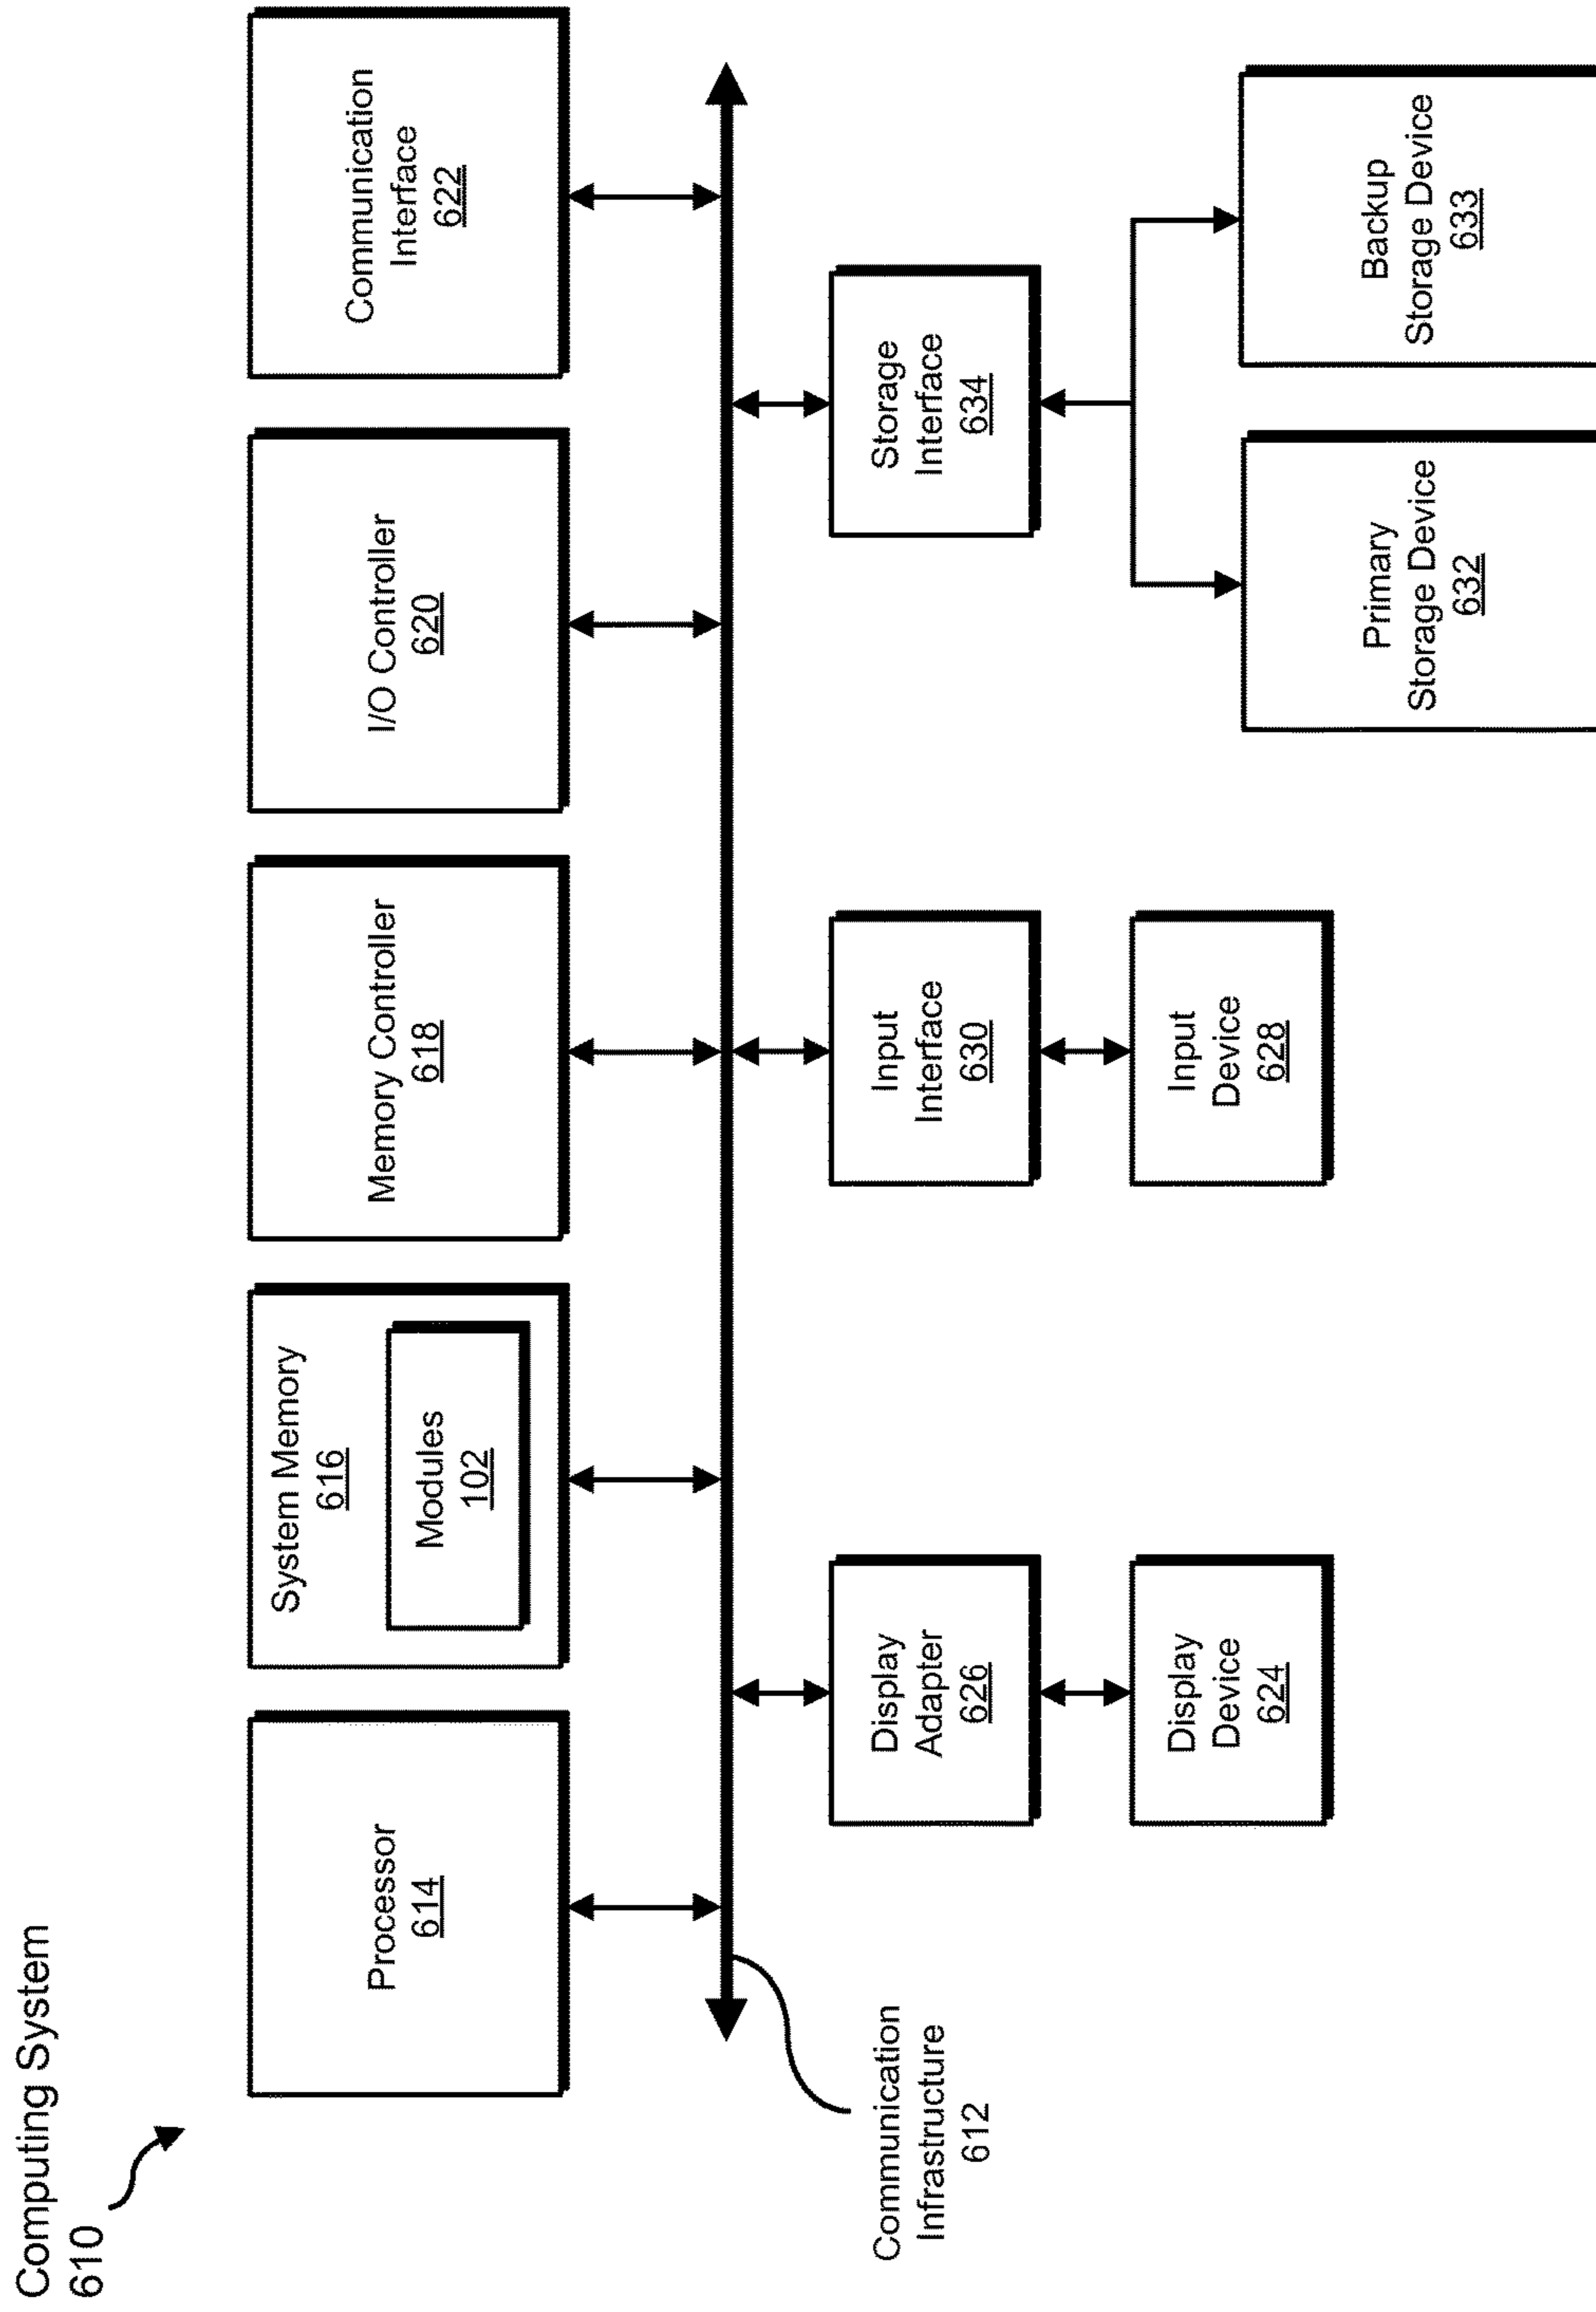 Computing System
610
Processor
614
System Memory
616
Modules
102
Memory Controller
618
I/O Controller
620
Communication
Interface
622
Communication
Infrastructure
612
Display
Adapter
626
Input
Interface
630
Storage
Interface
634
Display
Device
624
Input
Device
628
Primary
Storage Device
632
Backup
Storage Device
633